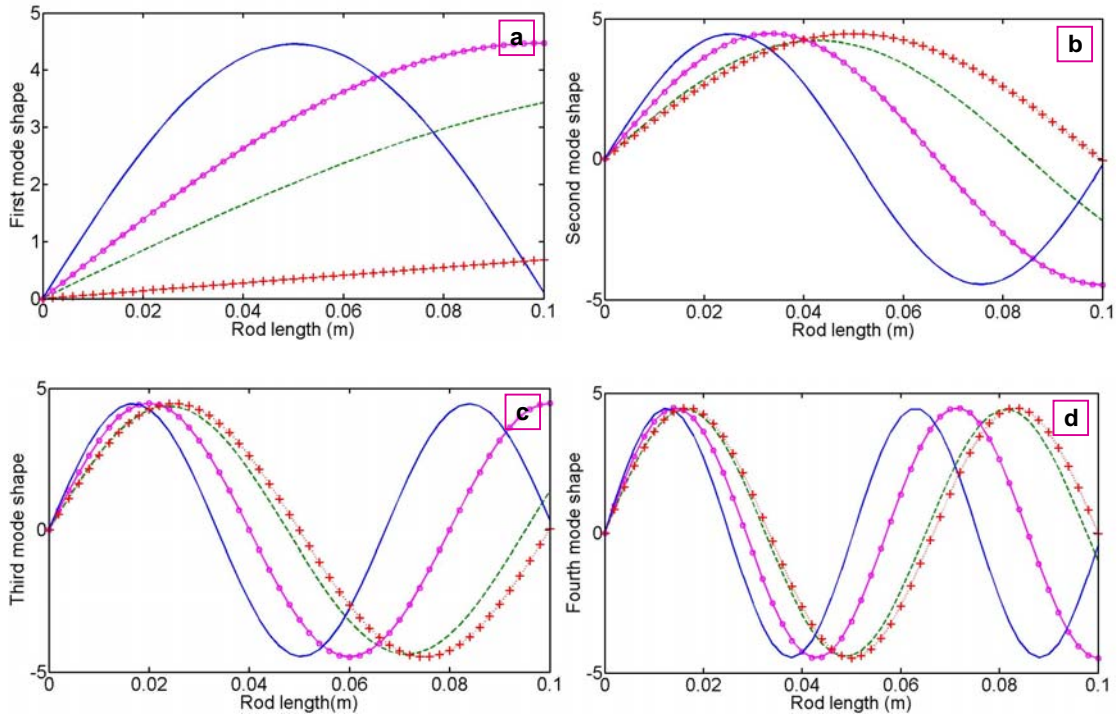 a
First mode shape
5
4
3
2
1
0
0 0.02 0.04 0.06 0.08 0.1
Rod length (m)
b
Second mode shape
5
0
-5
0 0.02 0.04 0.06 0.08 0.1
Rod length (m)
c
Third mode shape
5
0
-5
0 0.02 0.04 0.06 0.08 0.1
Rod length(m)
d
Fourth mode shape
5
0
-5
0 0.02 0.04 0.06 0.08 0.1
Rod length (m)